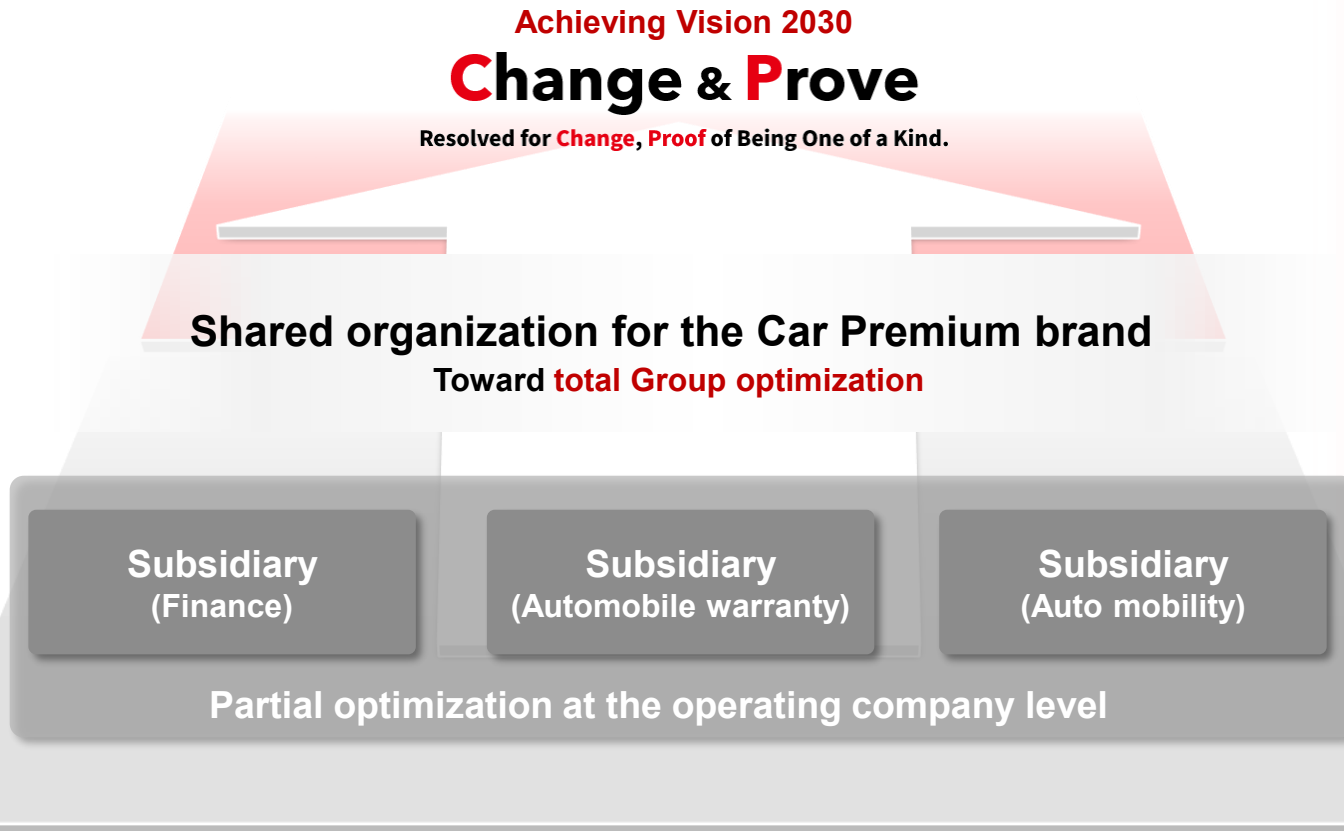 Achieving Vision 2030
Change & Prove
Resolved for Change, Proof of Being One of a Kind.
Shared organization for the Car Premium brand
Toward total Group optimization
Subsidiary
(Finance)
Subsidiary
(Automobile warranty)
Subsidiary
(Auto mobility)
Partial optimization at the operating company level